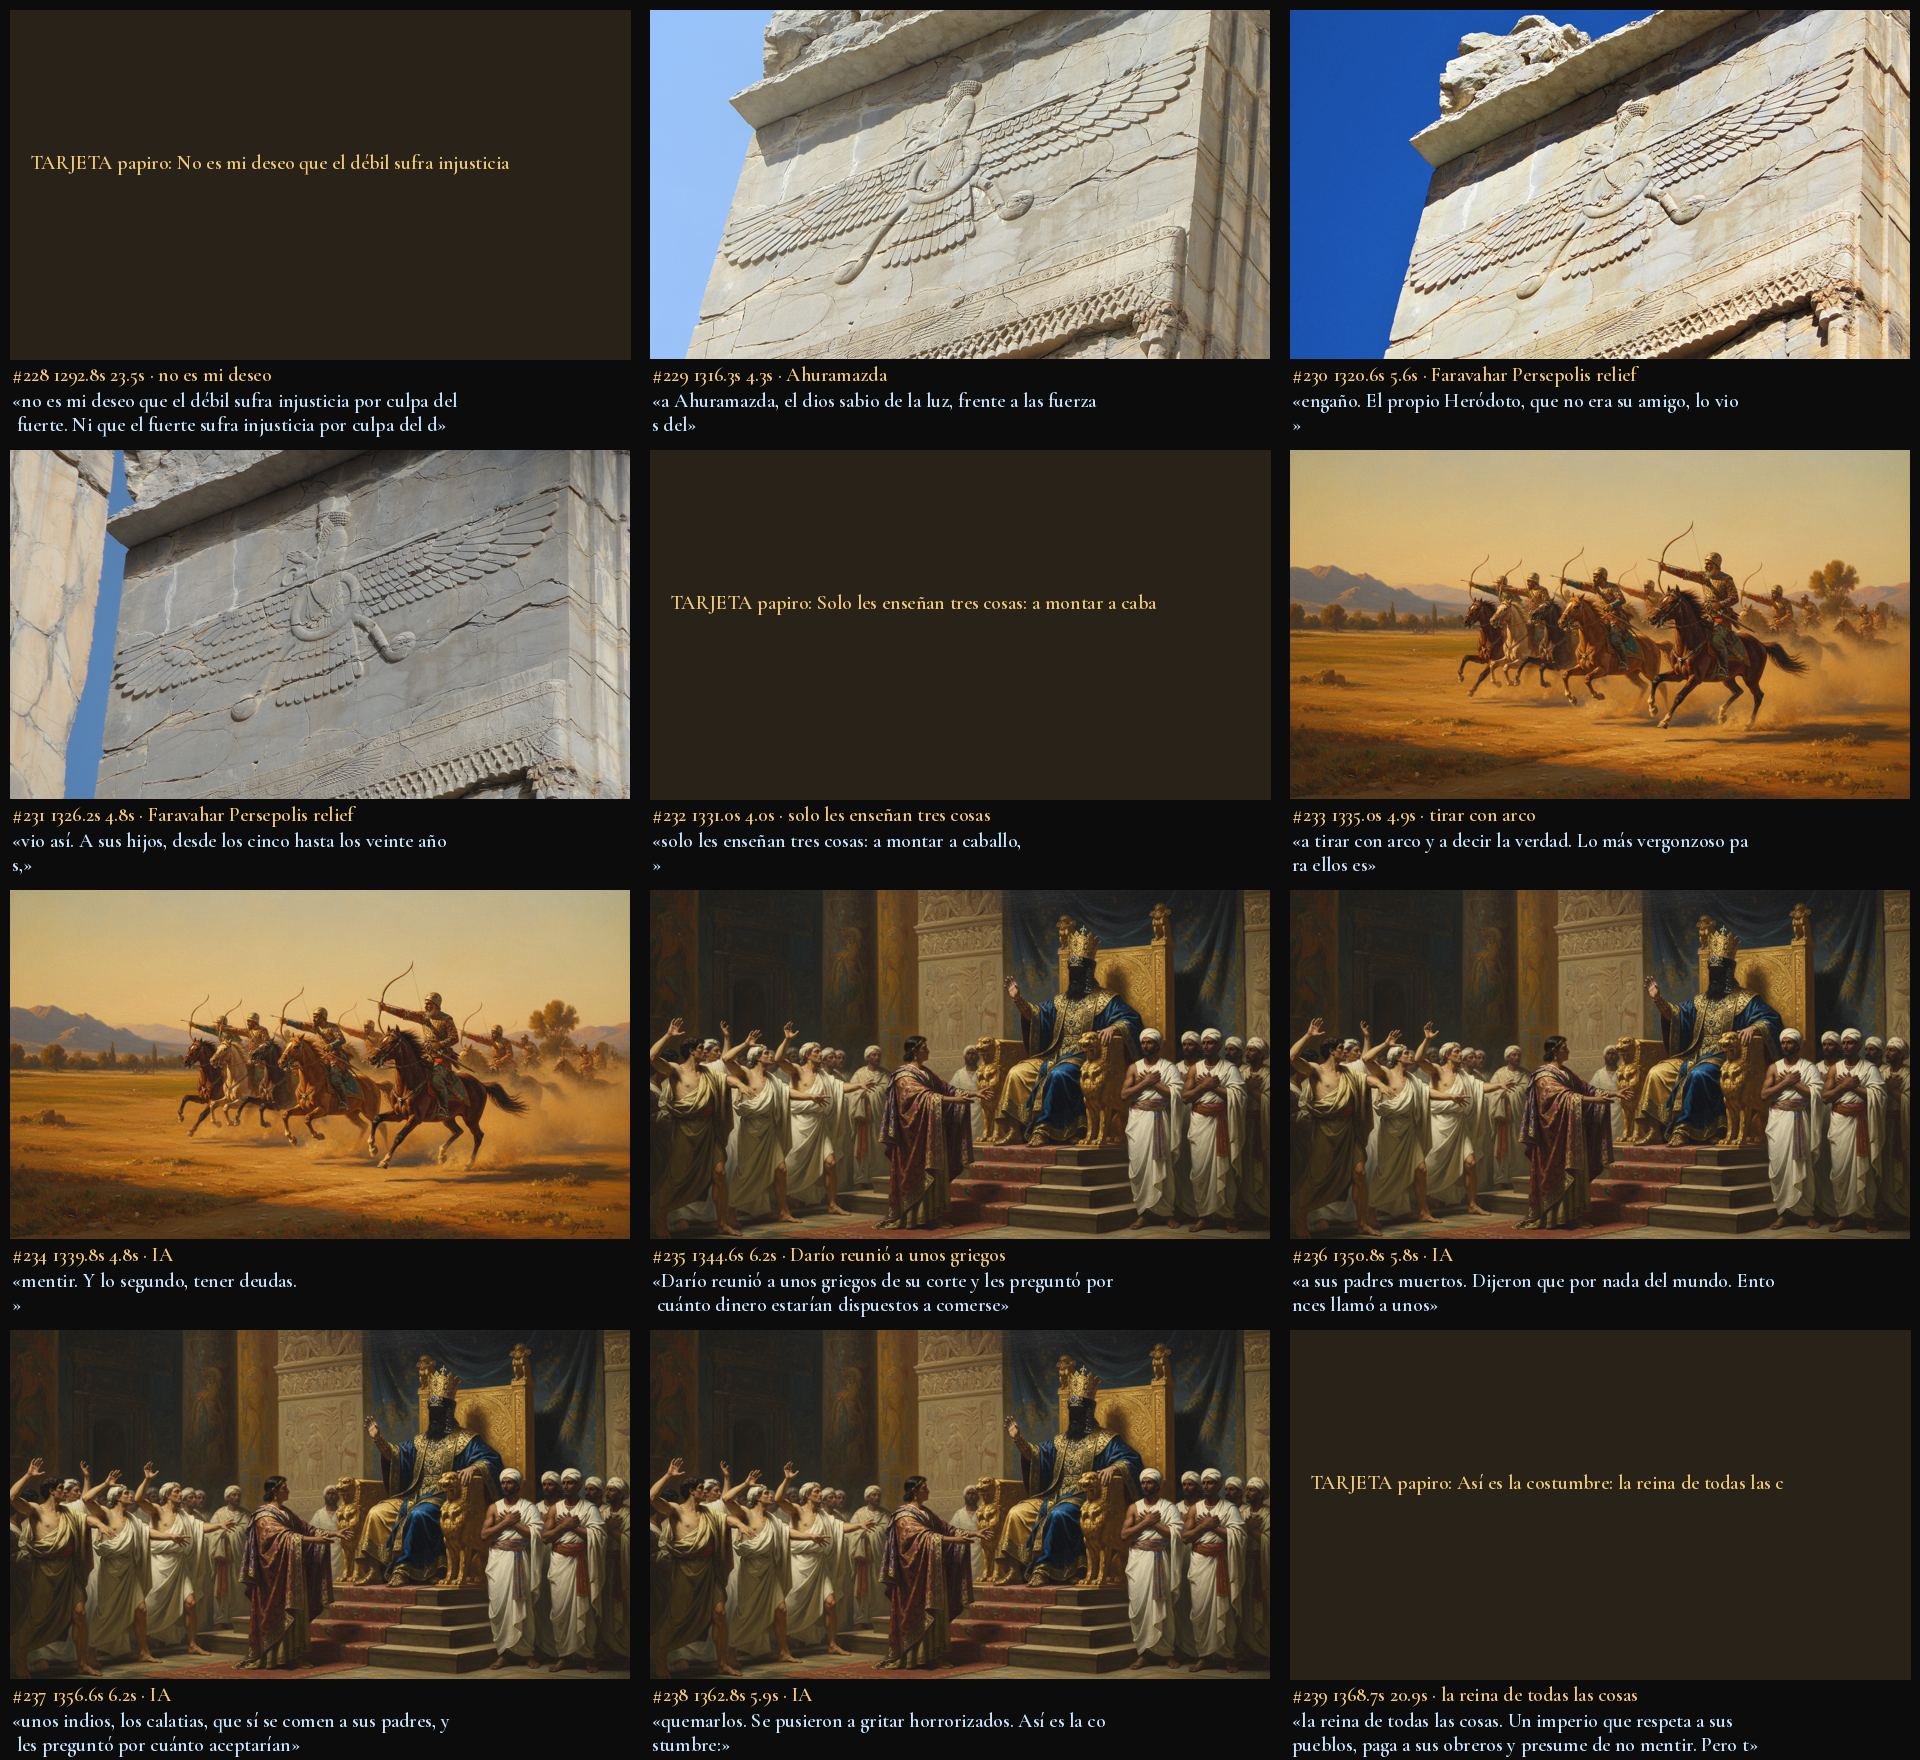 TARJETA papiro: No es mi deseo que el débil sufra injusticia
#228 1292.8s 23.5s · no es mi deseo
«no es mi deseo que el débil sufra injusticia por culpa del
fuerte. Ni que el fuerte sufra injusticia por culpa del d»
#229 1316.3s 4.3s · Ahuramazda
«a Ahuramazda, el dios sabio de la luz, frente a las fuerza
s del»
#230 1320.6s 5.6s · Faravahar Persepolis relief
«engaño. El propio Heródoto, que no era su amigo, lo vio
»
#231 1326.2s 4.8s · Faravahar Persepolis relief
«vio así. A sus hijos, desde los cinco hasta los veinte año
s,»
TARJETA papiro: Solo les enseñan tres cosas: a montar a caba
#232 1331.0s 4.0s · solo les enseñan tres cosas
«solo les enseñan tres cosas: a montar a caballo,
»
#233 1335.0s 4.9s · tirar con arco
«a tirar con arco y a decir la verdad. Lo más vergonzoso pa
ra ellos es»
#234 1339.8s 4.8s · IA
«mentir. Y lo segundo, tener deudas.
»
#235 1344.6s 6.2s · Darío reunió a unos griegos
«Darío reunió a unos griegos de su corte y les preguntó por
cuánto dinero estarían dispuestos a comerse»
#236 1350.8s 5.8s · IA
«a sus padres muertos. Dijeron que por nada del mundo. Ento
nces llamó a unos»
#237 1356.6s 6.2s · IA
«unos indios, los calatias, que sí se comen a sus padres, y
les preguntó por cuánto aceptarían»
#238 1362.8s 5.9s · IA
«quemarlos. Se pusieron a gritar horrorizados. Así es la co
stumbre:»
TARJETA papiro: Así es la costumbre: la reina de todas las c
#239 1368.7s 20.9s · la reina de todas las cosas
«la reina de todas las cosas. Un imperio que respeta a sus
pueblos, paga a sus obreros y presume de no mentir. Pero t»